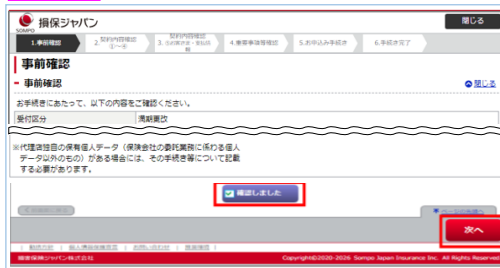 損保ジャパン
SOMPO
閉じる
1.事前確認
2.契約内容確認
①～④
4.重要事項等確認
5.お申込み手続き
6.手続き完了
事前確認
- 事前確認
閉じる
お手続きにあたって、以下の内容をご確認ください。
受付区分 満期更改
※代理店独自の保有個人データ（保険会社の委託業務に係わる個人
データ以外のもの）がある場合には、その手続き等について記載
する必要があります。
確認しました
次へ
損害保険ジャパン株式会社
Copyright©2020-2026 Sompo Japan Insurance Inc. All Rights Reserved